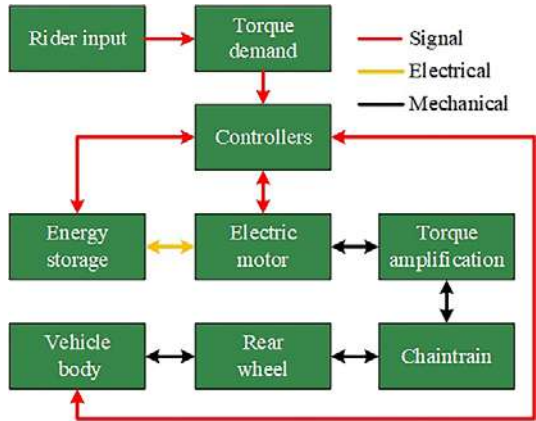 Rider input
Torque
demand
Signal
Electrical
Mechanical
Controllers
Energy
storage
Electric
motor
Torque
amplification
Vehicle
body
Rear
wheel
Chaintrain